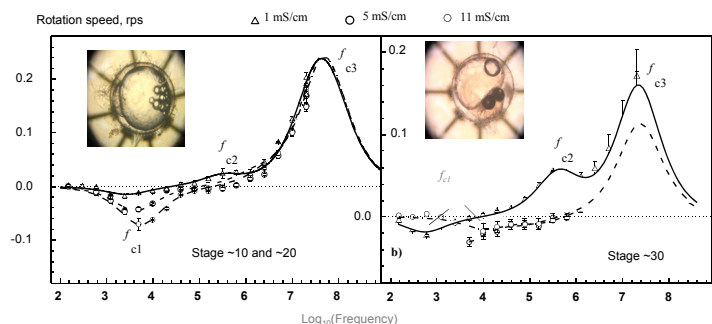 Rotation speed, rps
1 mS/cm
5 mS/cm
11 mS/cm
0.2
0.1
0.0
-0.1
f
c1
f
c2
f
c3
Stage ~10 and ~20
2 3 4 5 6 7 8
0.2
0.1
0.0
f c1
f
c2
f
c3
b)
Stage ~30
2 3 4 5 6 7 8
Log10(Frequency)